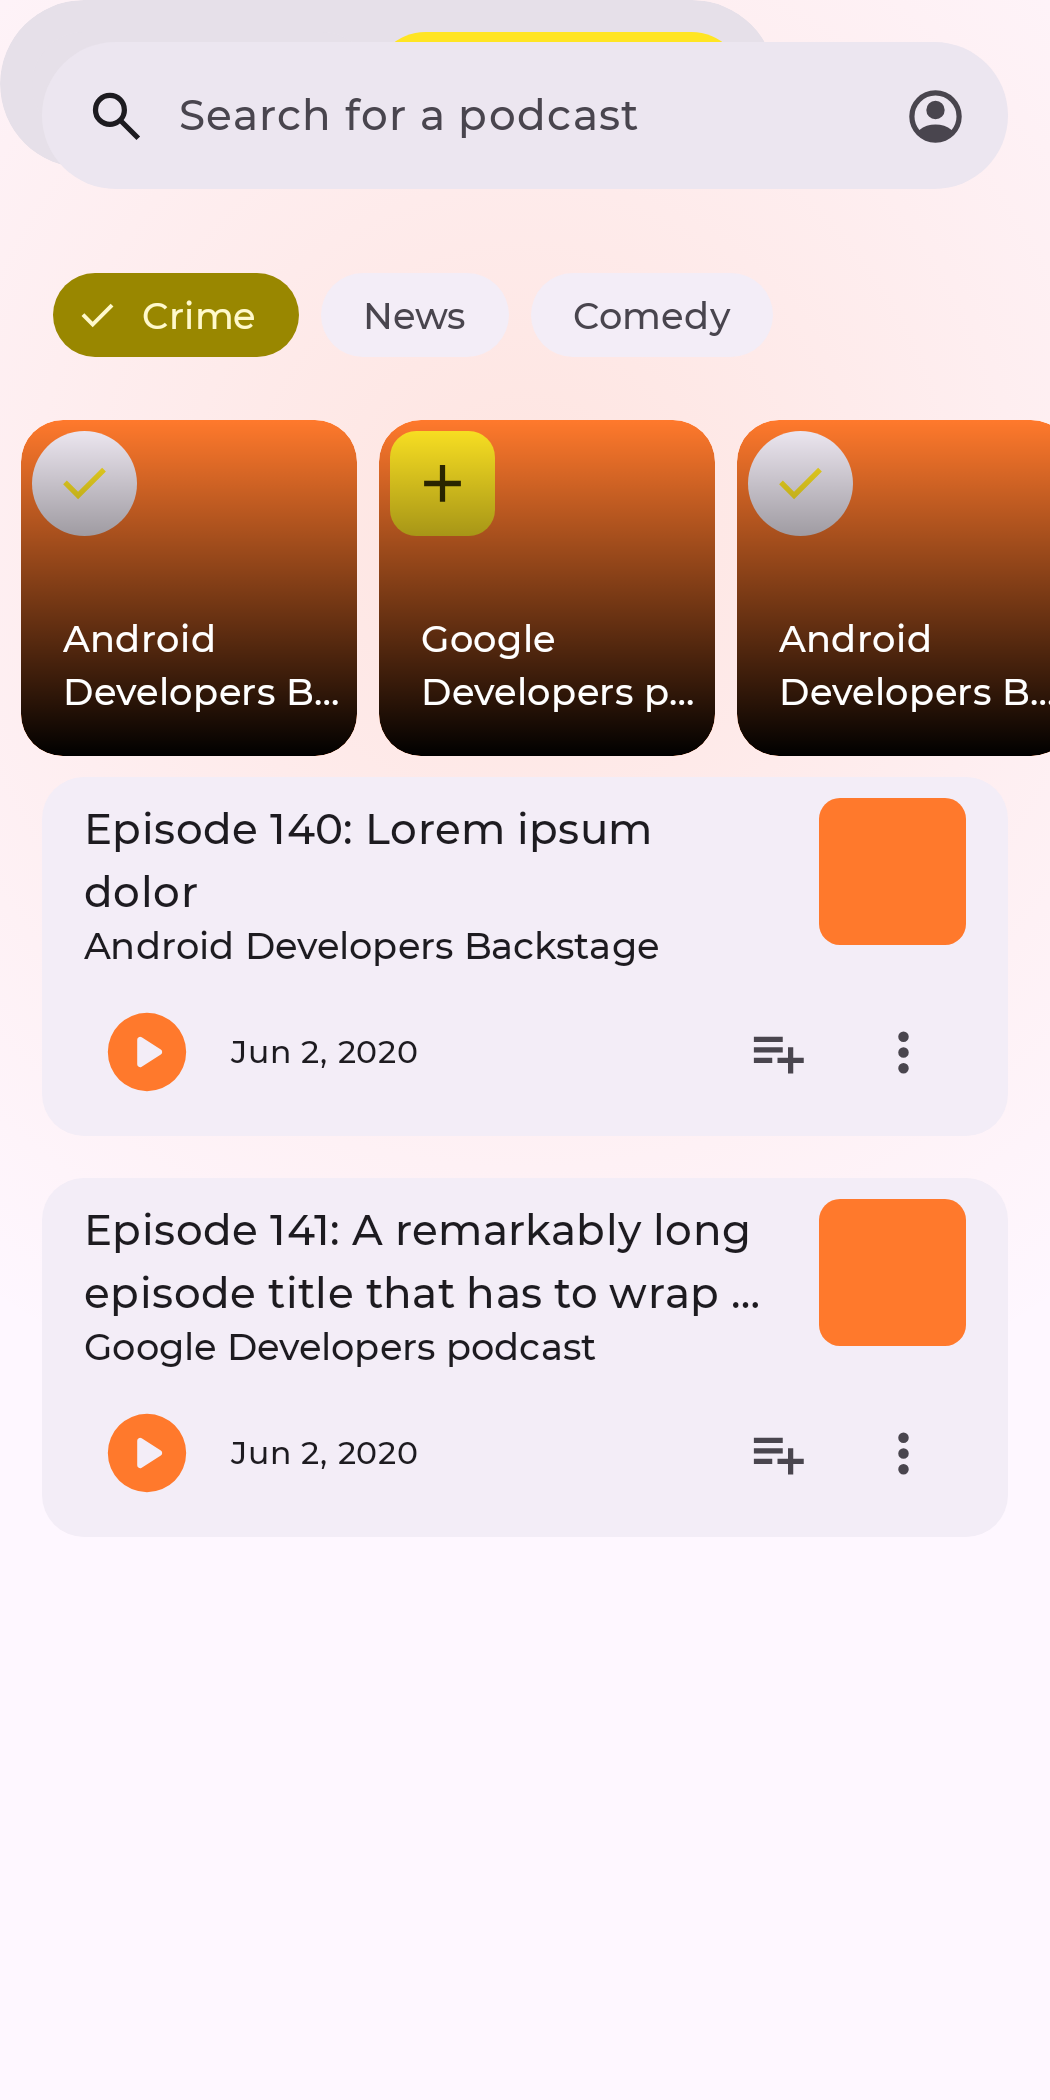 Search for a podcast
Crime
News
Comedy
Android
Developers B...
Google
Developers p...
Android
Developers B...
Episode 140: Lorem ipsum
dolor
Android Developers Backstage
Jun 2, 2020
Episode 141: A remarkably long
episode title that has to wrap ...
Google Developers podcast
Jun 2, 2020